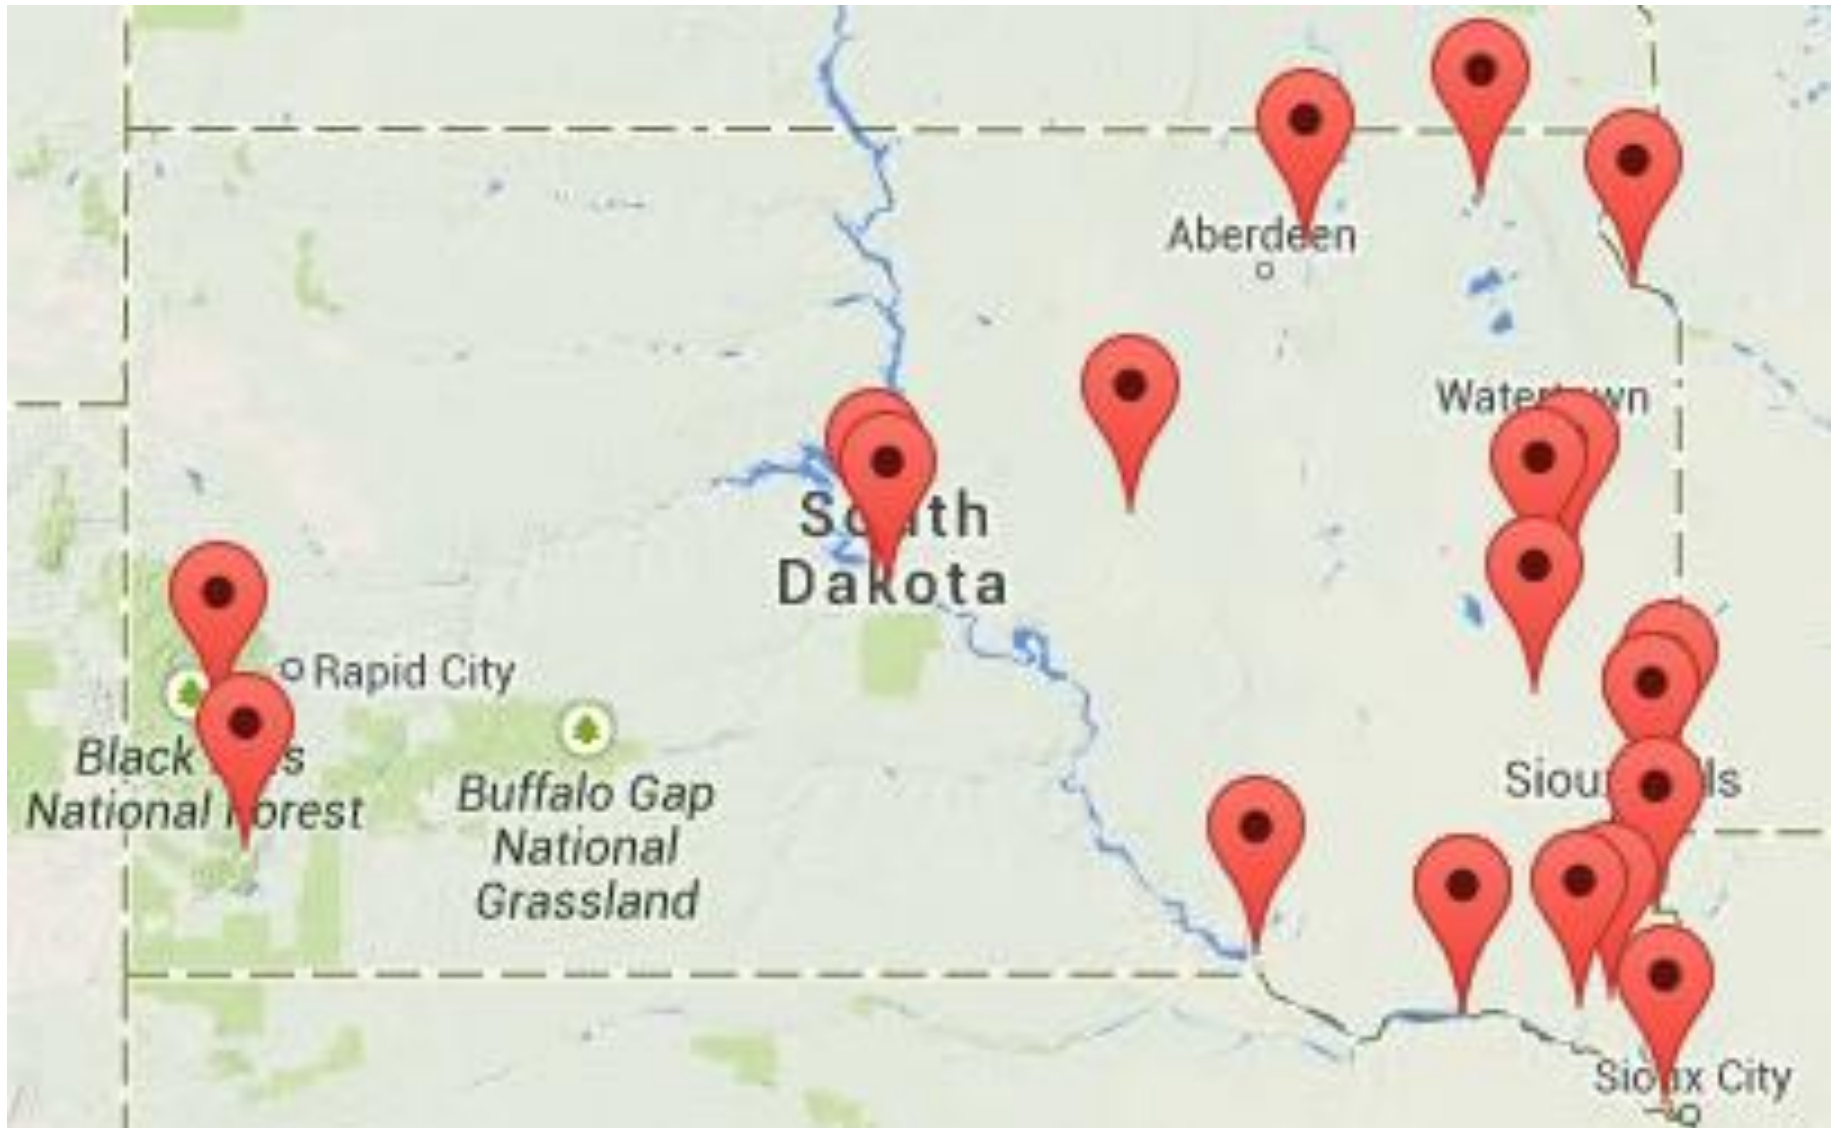 Aberdeen
Watertown
South
Dakota
Rapid City
Black Hills
National Forest
Buffalo Gap
National
Grassland
Sioux Falls
Sioux City